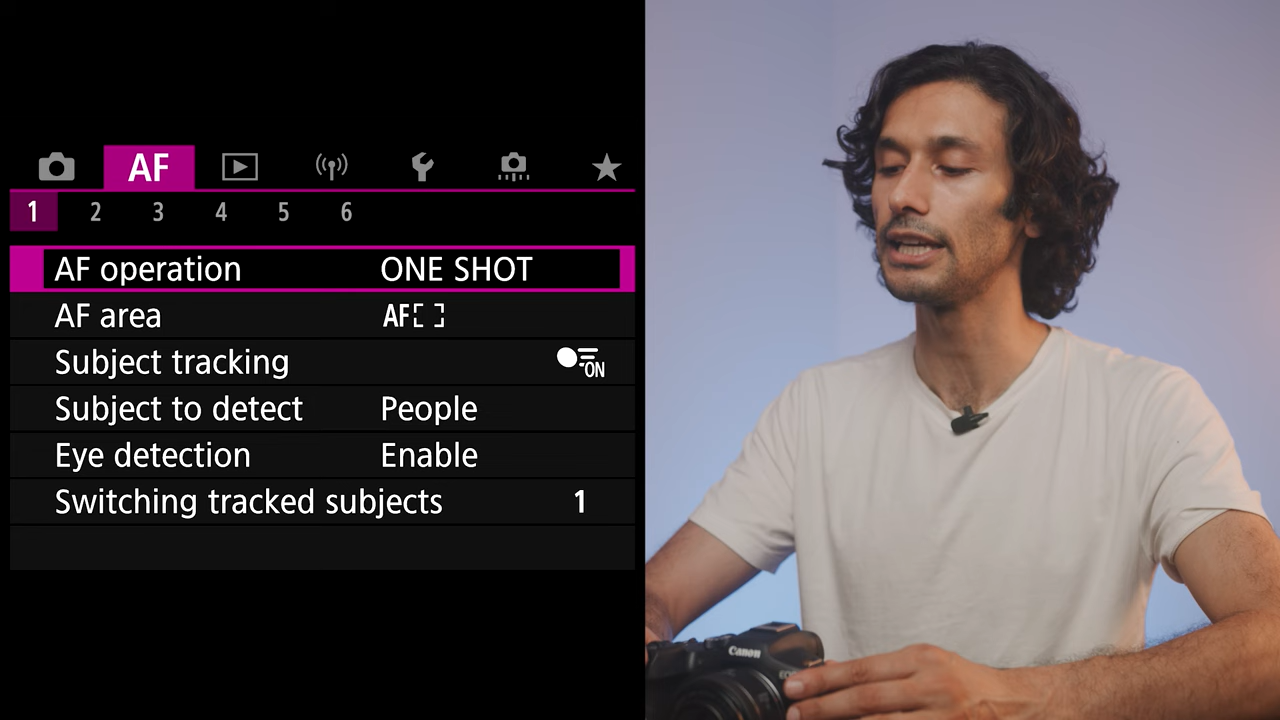 AF
1 2 3 4 5 6
AF operation ONE SHOT
AF area AF[ ]
Subject tracking ON
Subject to detect People
Eye detection Enable
Switching tracked subjects 1
Canon